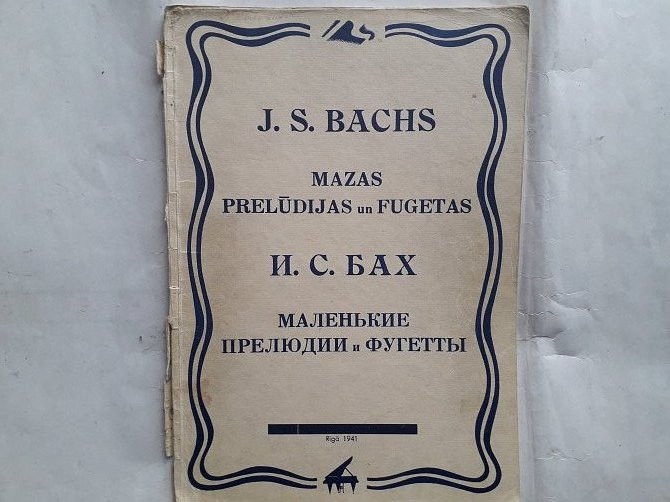 J. S. BACHS
MAZAS
PRELŪDIJAS un FUGETAS
И. С. БАХ
МАЛЕНЬКИЕ
ПРЕЛЮДИИ и ФУГЕТТЫ
Rīgā 1941